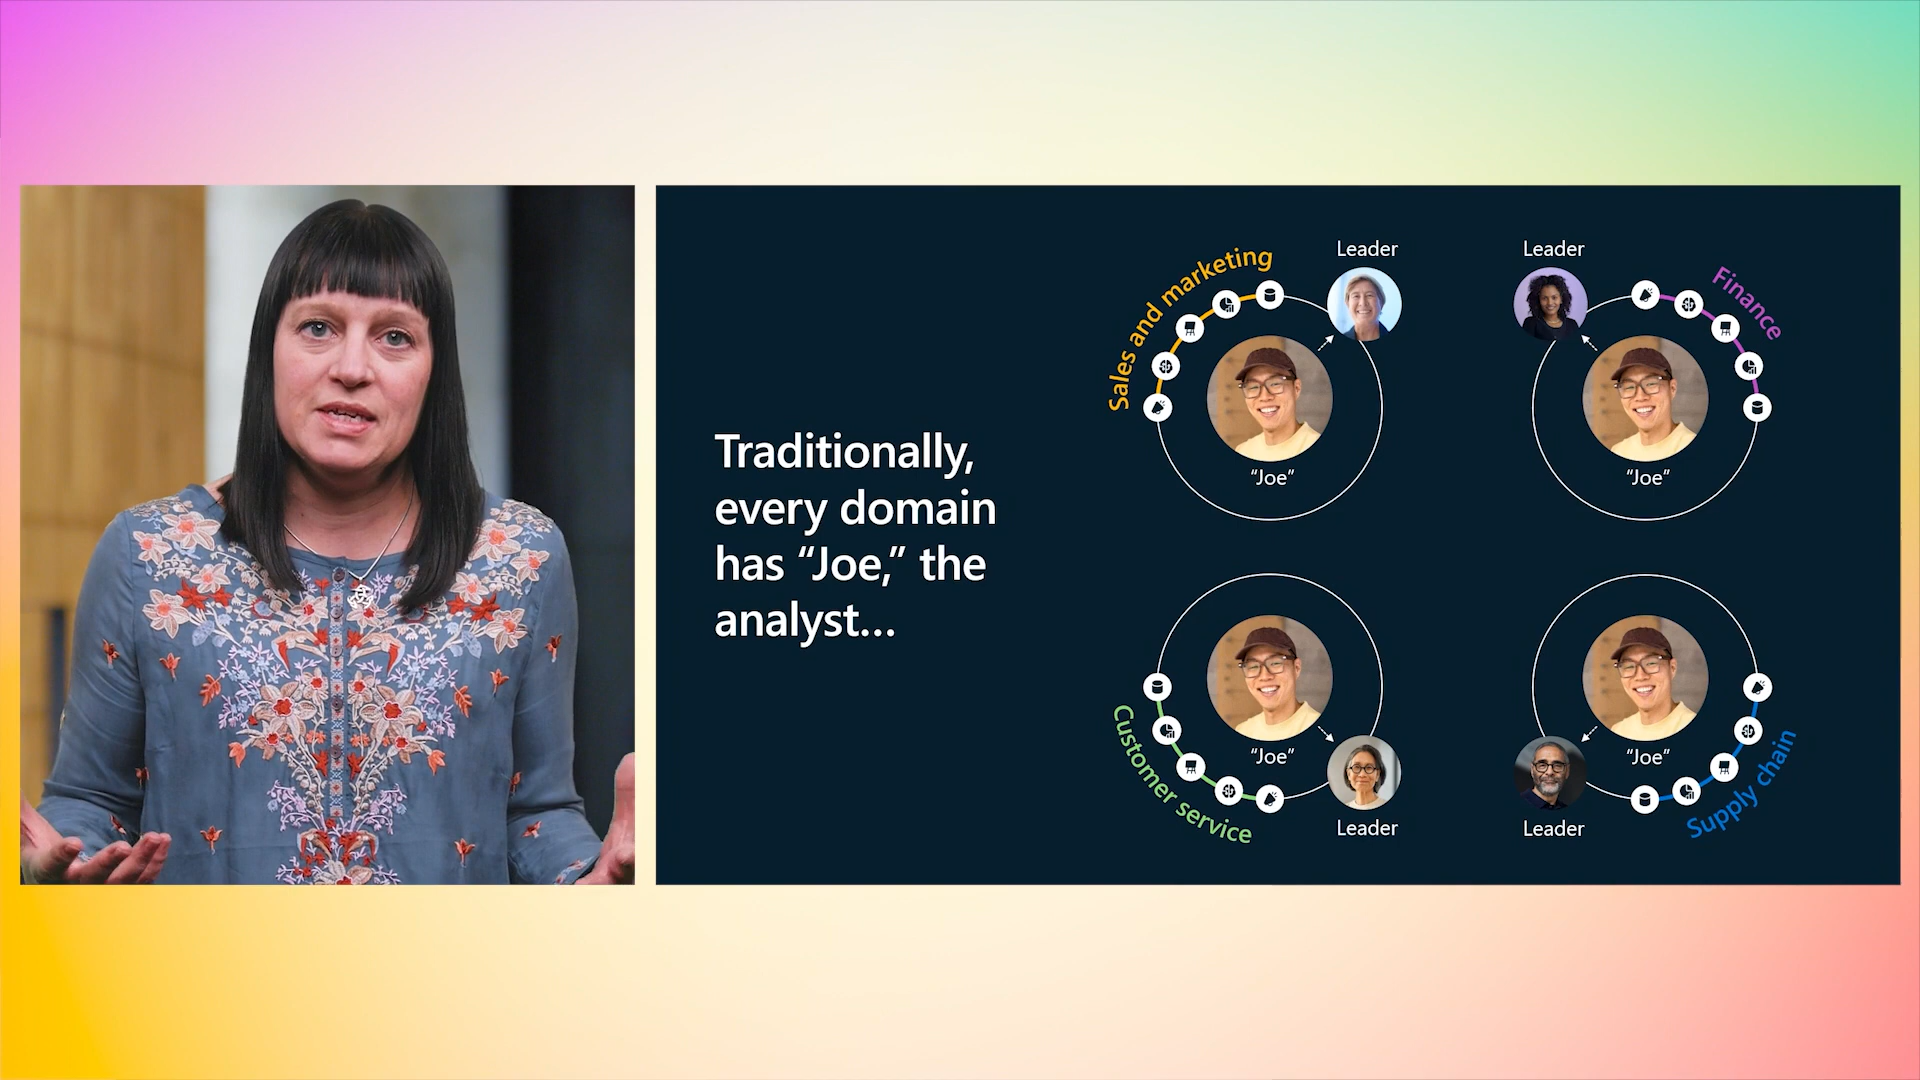 Traditionally,
every domain
has “Joe,” the
analyst...
Sales and marketing
Leader
“Joe”
Leader
Finance
“Joe”
Customer service
“Joe”
Leader
Supply chain
“Joe”
Leader